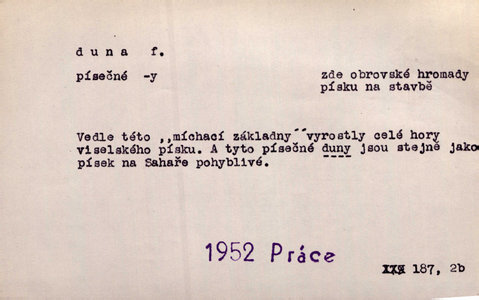 duna f.
písečné -y
zde obrovské hromady
písku na stavbě
Vedle této ,,míchací základny´´vyrostly celé hory
viselského písku. A tyto písečné duny jsou stejně jako
písek na Sahaře pohyblivé.
1952 Práce
187, 2b